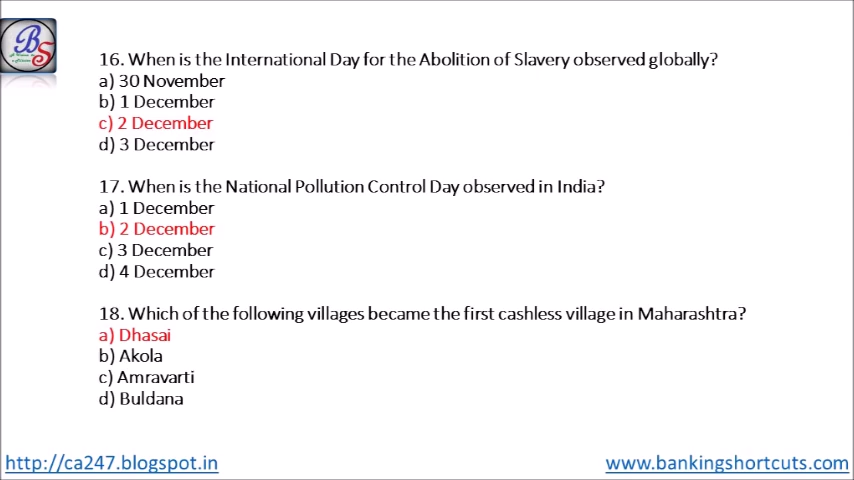 BS
16. When is the International Day for the Abolition of Slavery observed globally?
a) 30 November
b) 1 December
c) 2 December
d) 3 December
17. When is the National Pollution Control Day observed in India?
a) 1 December
b) 2 December
c) 3 December
d) 4 December
18. Which of the following villages became the first cashless village in Maharashtra?
a) Dhasai
b) Akola
c) Amravarti
d) Buldana
http://ca247.blogspot.in
www.bankingshortcuts.com